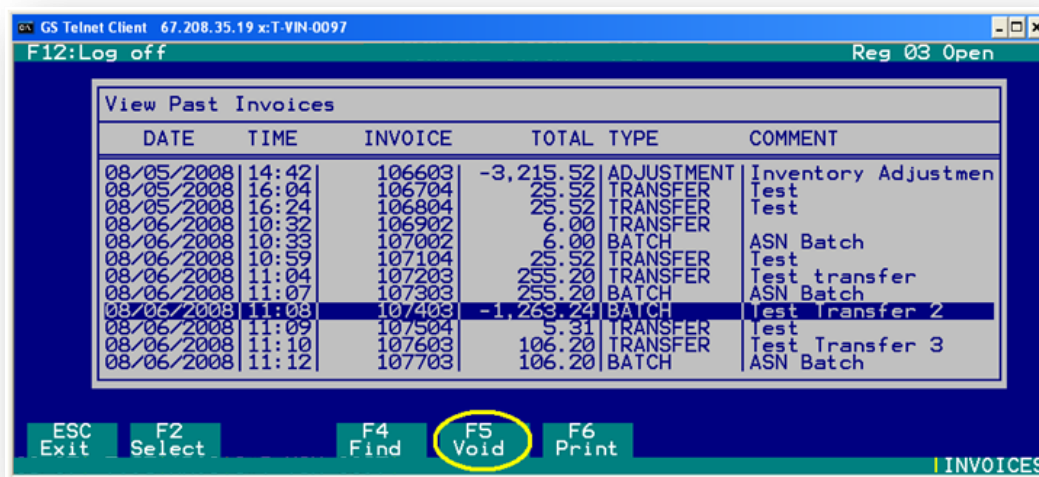 GS Telnet Client 67.208.35.19 x:T-VIN-0097
F12:Log off Reg 03 Open
View Past Invoices
DATE TIME INVOICE TOTAL TYPE COMMENT
08/05/2008 14:42 106603 -3,215.52 ADJUSTMENT Inventory Adjustmen
08/05/2008 16:04 106704 25.52 TRANSFER Test
08/05/2008 16:24 106804 25.52 TRANSFER Test
08/06/2008 10:32 106902 6.00 TRANSFER
08/06/2008 10:33 107002 6.00 BATCH ASN Batch
08/06/2008 10:59 107104 25.52 TRANSFER Test
08/06/2008 11:04 107203 255.20 TRANSFER Test transfer
08/06/2008 11:07 107303 255.20 BATCH ASN Batch
08/06/2008 11:08 107403 -1,263.24 BATCH Test Transfer 2
08/06/2008 11:09 107504 5.31 TRANSFER Test
08/06/2008 11:10 107603 106.20 TRANSFER Test Transfer 3
08/06/2008 11:12 107703 106.20 BATCH ASN Batch
ESC F2 F4 F5 F6
Exit Select Find Void Print
INVOICES